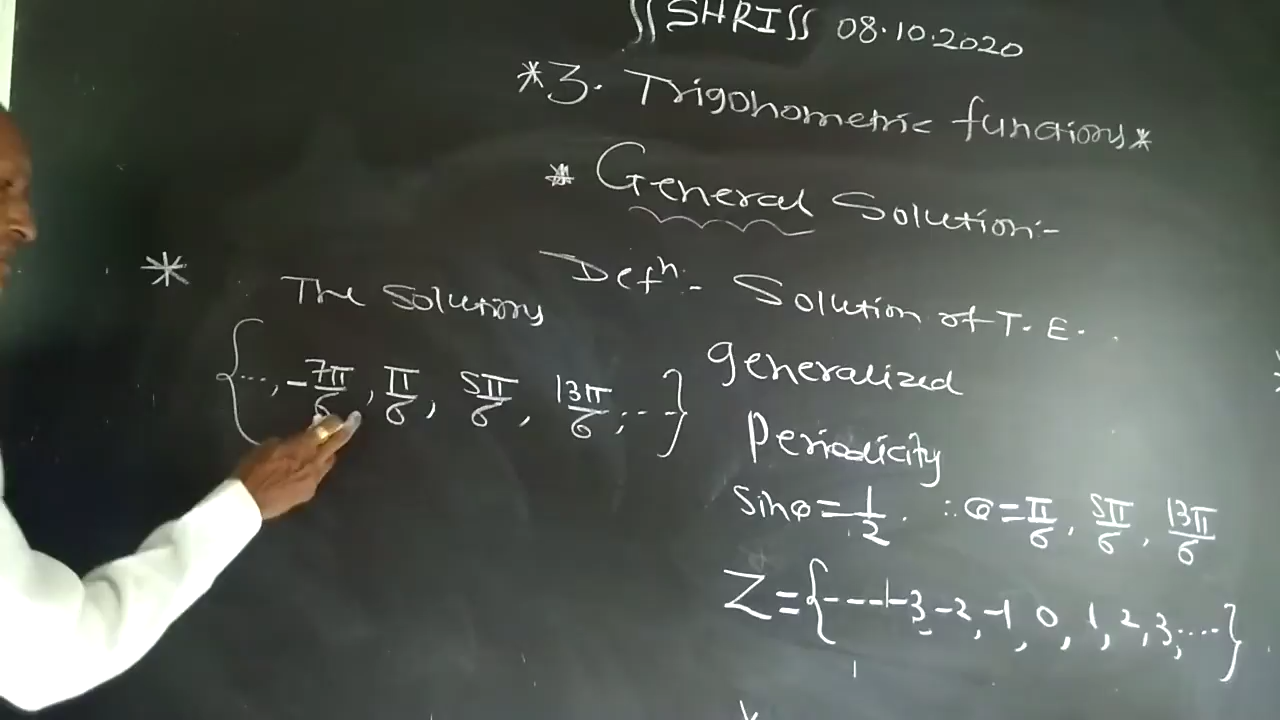 SHRI 08.10.2020
*3. Trigonometric functions*
* General Solution:-
Defⁿ:- Solution of T.E.
generalized
Periodicity
sinθ=1/2. ∴θ=π/6, 5π/6, 13π/6
Z={----3-2,-1,0,1,2,3,....}
*
The Solutions
{...,-7π/6,π/6,5π/6,13π/6,...}